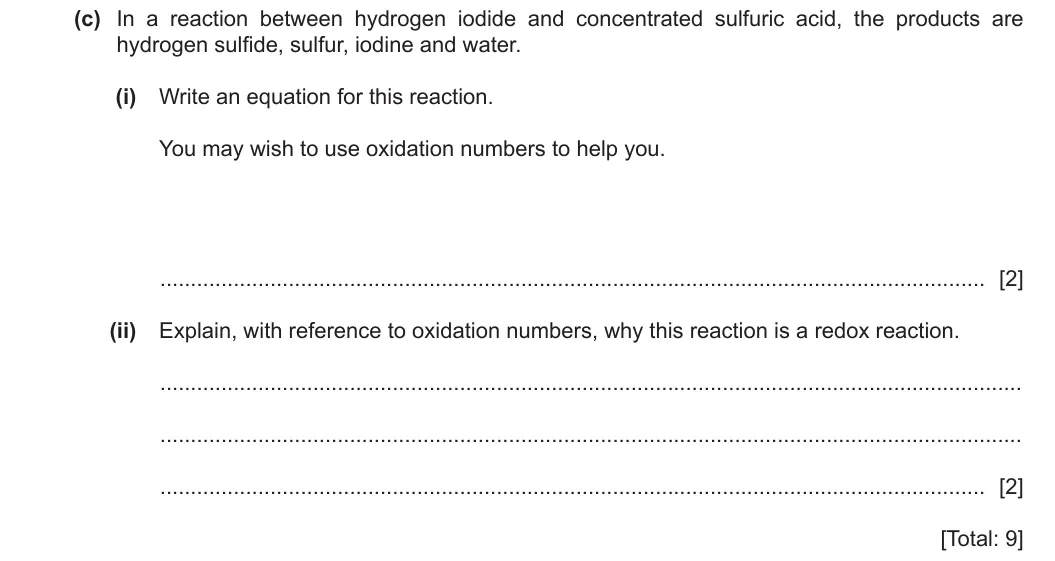 (c) In a reaction between hydrogen iodide and concentrated sulfuric acid, the products are
hydrogen sulfide, sulfur, iodine and water.
(i) Write an equation for this reaction.
You may wish to use oxidation numbers to help you.
.......................................................................................................................................... [2]
(ii) Explain, with reference to oxidation numbers, why this reaction is a redox reaction.
................................................................................................................................................
................................................................................................................................................
.......................................................................................................................................... [2]
[Total: 9]